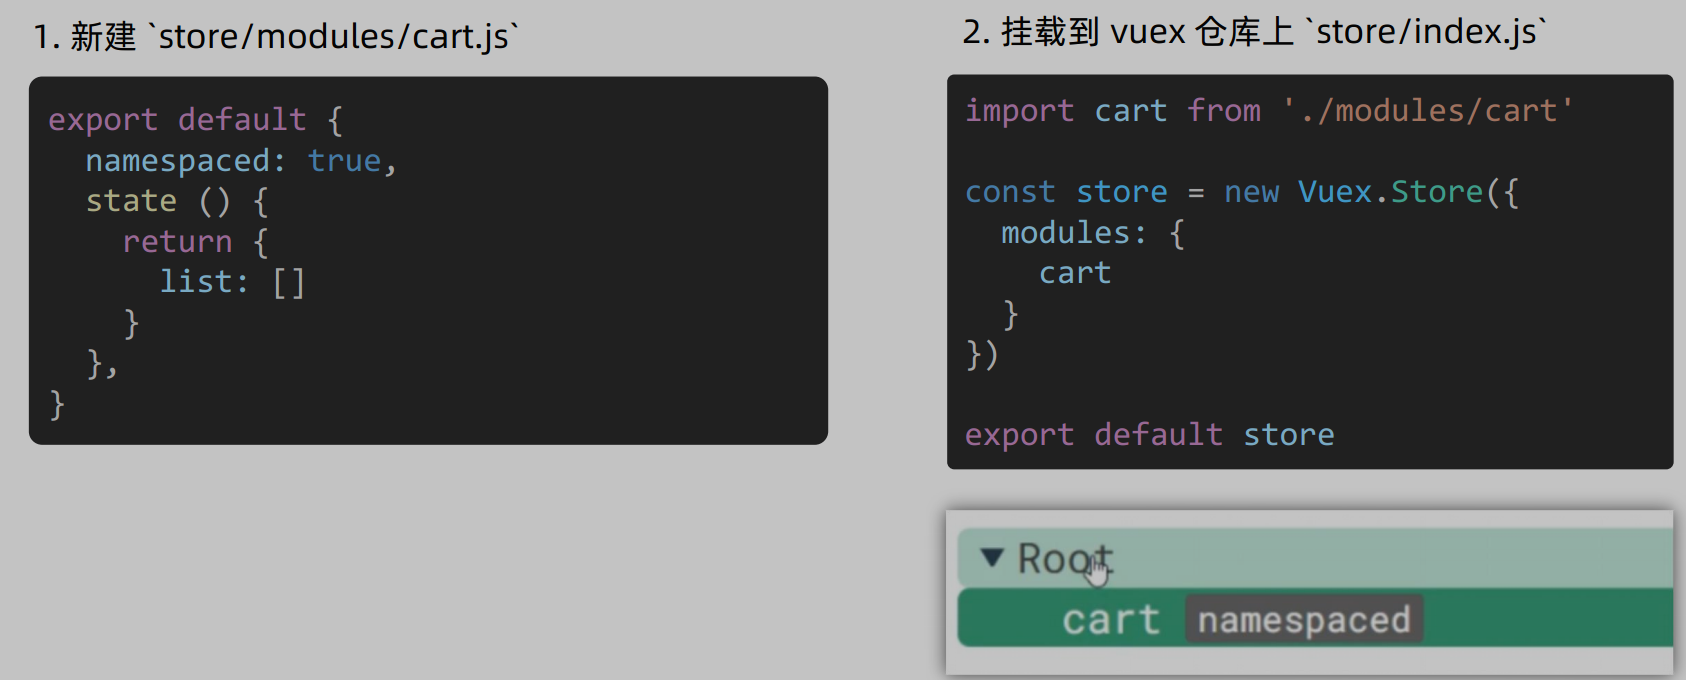 1. 新建 `store/modules/cart.js`
export default {
  namespaced: true,
  state () {
    return {
      list: []
    }
  },
}
2. 挂载到 vuex 仓库上 `store/index.js`
import cart from './modules/cart'
const store = new Vuex.Store({
  modules: {
    cart
  }
})
export default store
Root
cart namespaced